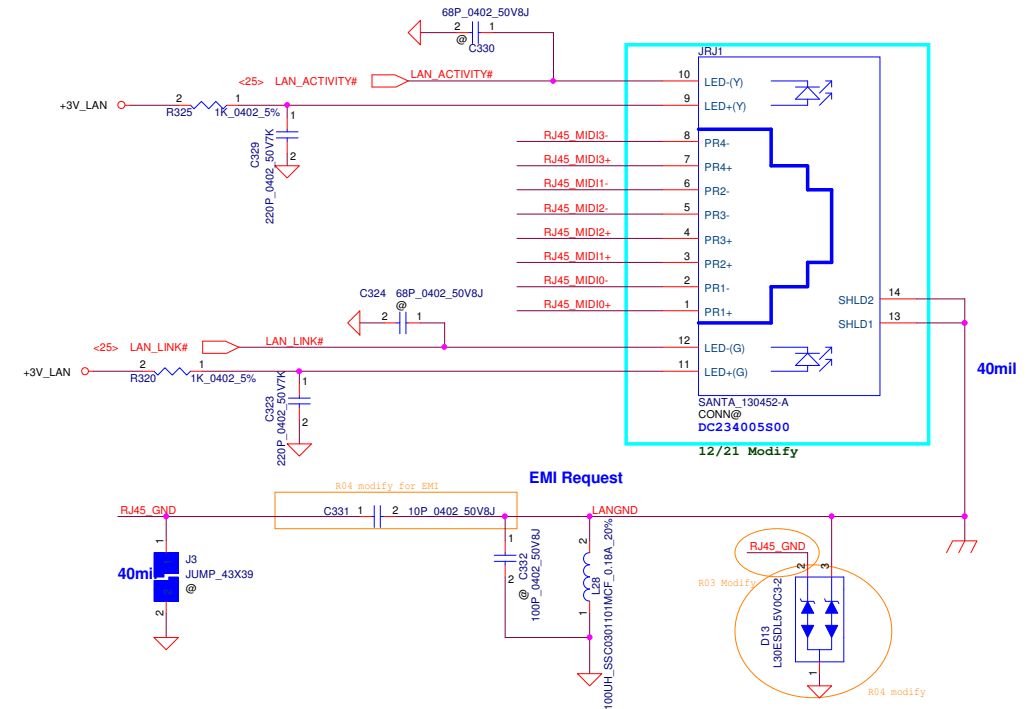 68P_0402_50V8J
2 1
@ C330
JRJ1
<25> LAN_ACTIVITY# LAN_ACTIVITY# 10 LED-(Y)
+3V_LAN 2 1 9 LED+(Y)
R325 1K_0402_5%
1
C329
220P_0402_50V7K
2
RJ45_MIDI3- 8 PR4-
RJ45_MIDI3+ 7 PR4+
RJ45_MIDI1- 6 PR2-
RJ45_MIDI2- 5 PR3-
RJ45_MIDI2+ 4 PR3+
RJ45_MIDI1+ 3 PR2+
RJ45_MIDI0- 2 PR1-
RJ45_MIDI0+ 1 PR1+
SHLD2 14
SHLD1 13
C324 68P_0402_50V8J
@
2 1
<25> LAN_LINK# LAN_LINK# 12 LED-(G)
+3V_LAN 2 1 11 LED+(G)
R320 1K_0402_5%
1
C323
220P_0402_50V7K
2
40mil
SANTA_130452-A
CONN@
DC234005S00
12/21 Modify
EMI Request
R04 modify for EMI
RJ45_GND C331 1 2 10P_0402_50V8J LANGND
1
J3
JUMP_43X39
@
40mil
2
1
C332
100P_0402_50V8J
@
2
2
L28
100UH_SSC0301101MCF_0.18A_20%
1
RJ45_GND
R03 Modify
2 3
D13
L30ESDL5V0C3-2
1
R04 modify